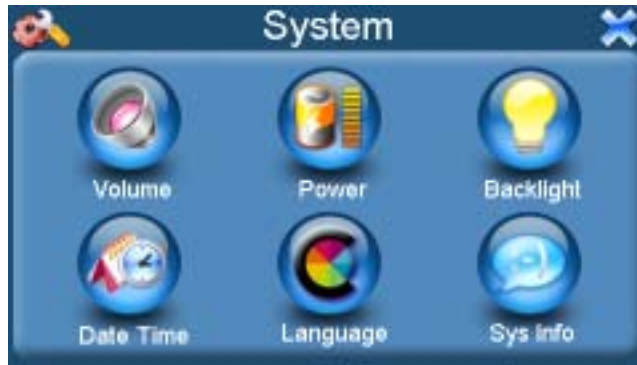 System
Volume
Power
Backlight
Date Time
Language
Sys Info